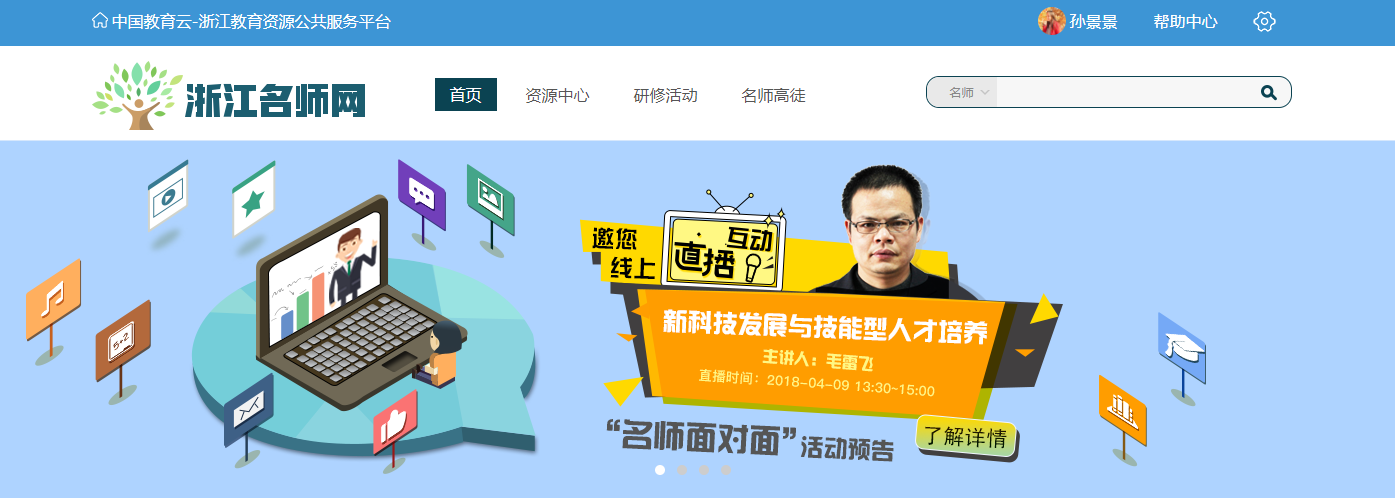 中国教育云-浙江教育资源公共服务平台
孙景景
帮助中心
浙江名师网
首页
资源中心
研修活动
名师高徒
名师
邀您
线上
互动
直播
新科技发展与技能型人才培养
主讲人：毛雷飞
直播时间：2018-04-09 13:30~15:00
“名师面对面”活动预告
了解详情
5+2